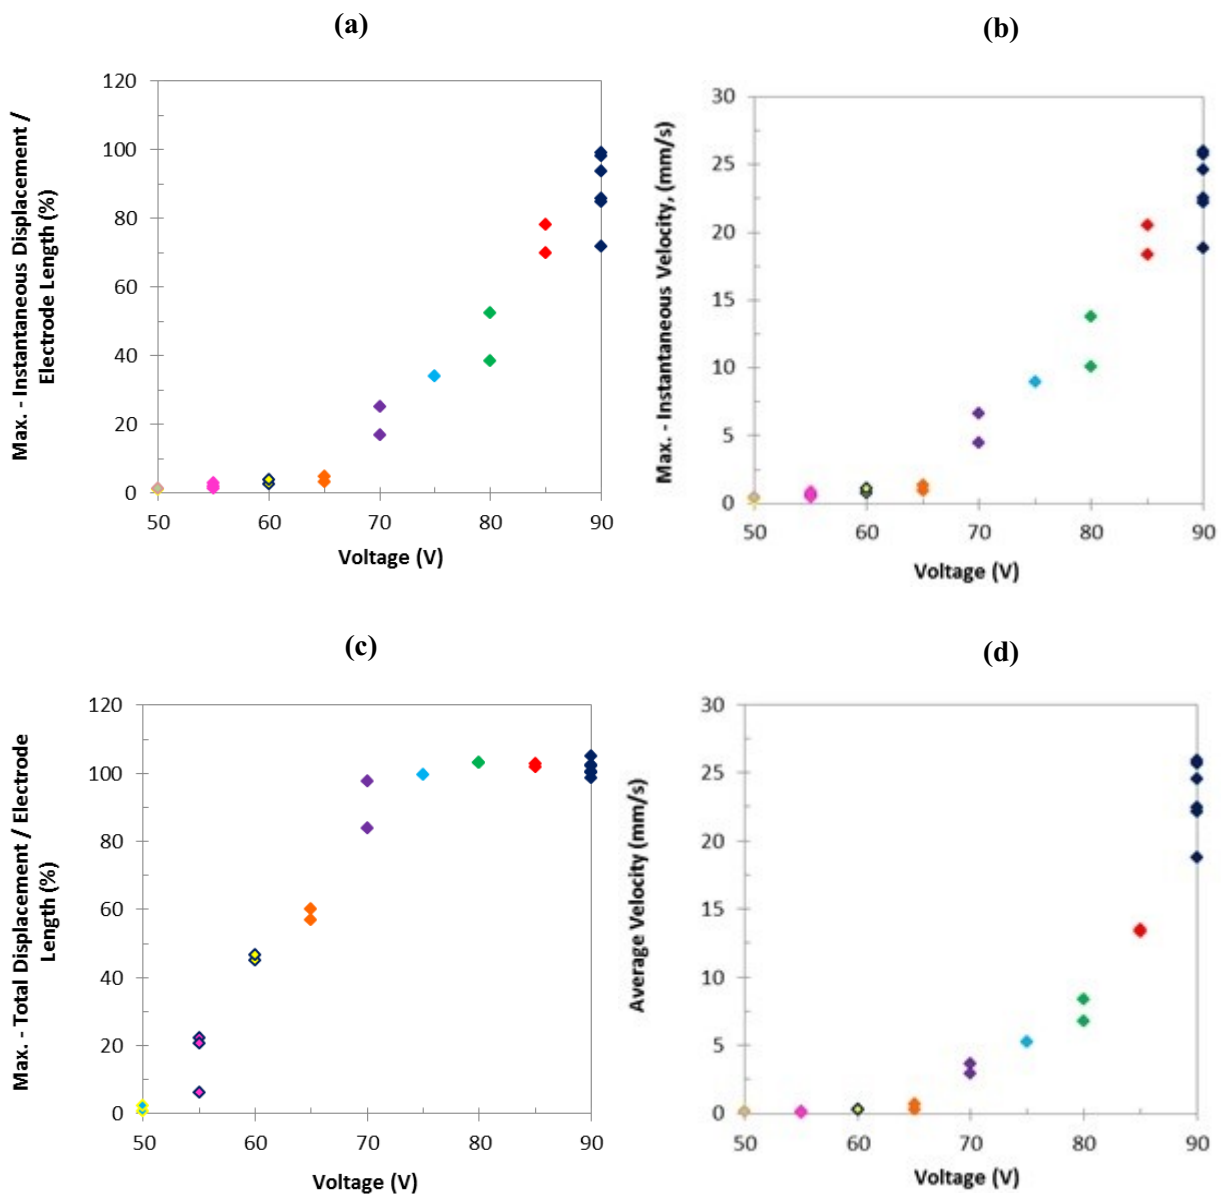 (a)
120
100
80
60
40
20
0
50 60 70 80 90
Voltage (V)
Max. - Instantaneous Displacement /
Electrode Length (%)
(b)
30
25
20
15
10
5
0
50 60 70 80 90
Voltage (V)
Max. - Instantaneous Velocity, (mm/s)
(c)
120
100
80
60
40
20
0
50 60 70 80 90
Voltage (V)
Max. - Total Displacement / Electrode
Length (%)
(d)
30
25
20
15
10
5
0
50 60 70 80 90
Voltage (V)
Average Velocity (mm/s)